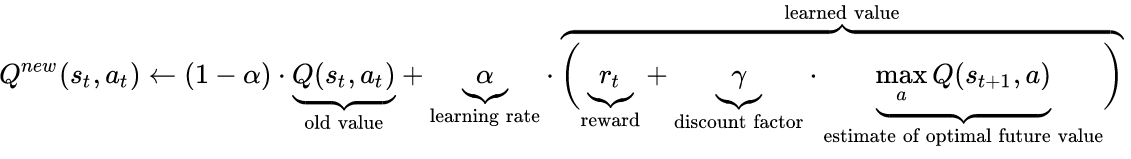 learned value
Q^{new}(s_t, a_t) ← (1 − α) · Q(s_t, a_t) + α · ( r_t + γ · max_a Q(s_{t+1}, a) )
old value
learning rate
reward
discount factor
estimate of optimal future value